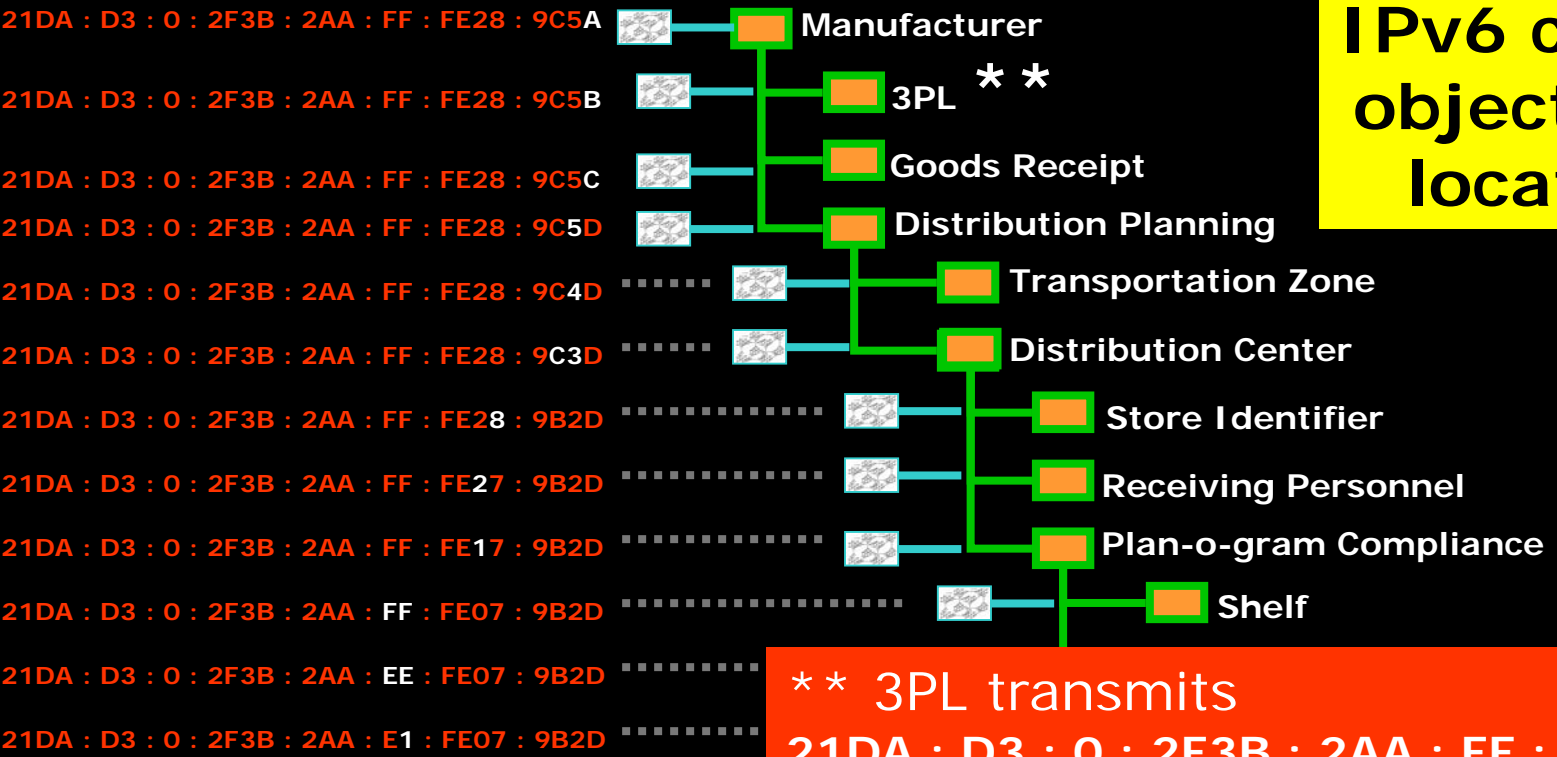 21DA : D3 : 0 : 2F3B : 2AA : FF : FE28 : 9C5A
Manufacturer
21DA : D3 : 0 : 2F3B : 2AA : FF : FE28 : 9C5B
3PL **
21DA : D3 : 0 : 2F3B : 2AA : FF : FE28 : 9C5C
Goods Receipt
21DA : D3 : 0 : 2F3B : 2AA : FF : FE28 : 9C5D
Distribution Planning
21DA : D3 : 0 : 2F3B : 2AA : FF : FE28 : 9C4D
Transportation Zone
21DA : D3 : 0 : 2F3B : 2AA : FF : FE28 : 9C3D
Distribution Center
21DA : D3 : 0 : 2F3B : 2AA : FF : FE28 : 9B2D
Store Identifier
21DA : D3 : 0 : 2F3B : 2AA : FF : FE27 : 9B2D
Receiving Personnel
21DA : D3 : 0 : 2F3B : 2AA : FF : FE17 : 9B2D
Plan-o-gram Compliance
21DA : D3 : 0 : 2F3B : 2AA : FF : FE07 : 9B2D
Shelf
21DA : D3 : 0 : 2F3B : 2AA : EE : FE07 : 9B2D
21DA : D3 : 0 : 2F3B : 2AA : E1 : FE07 : 9B2D
IPv6
object
** 3PL transmits
21DA : D3 : 0 : 2F3B : 2AA : FF :